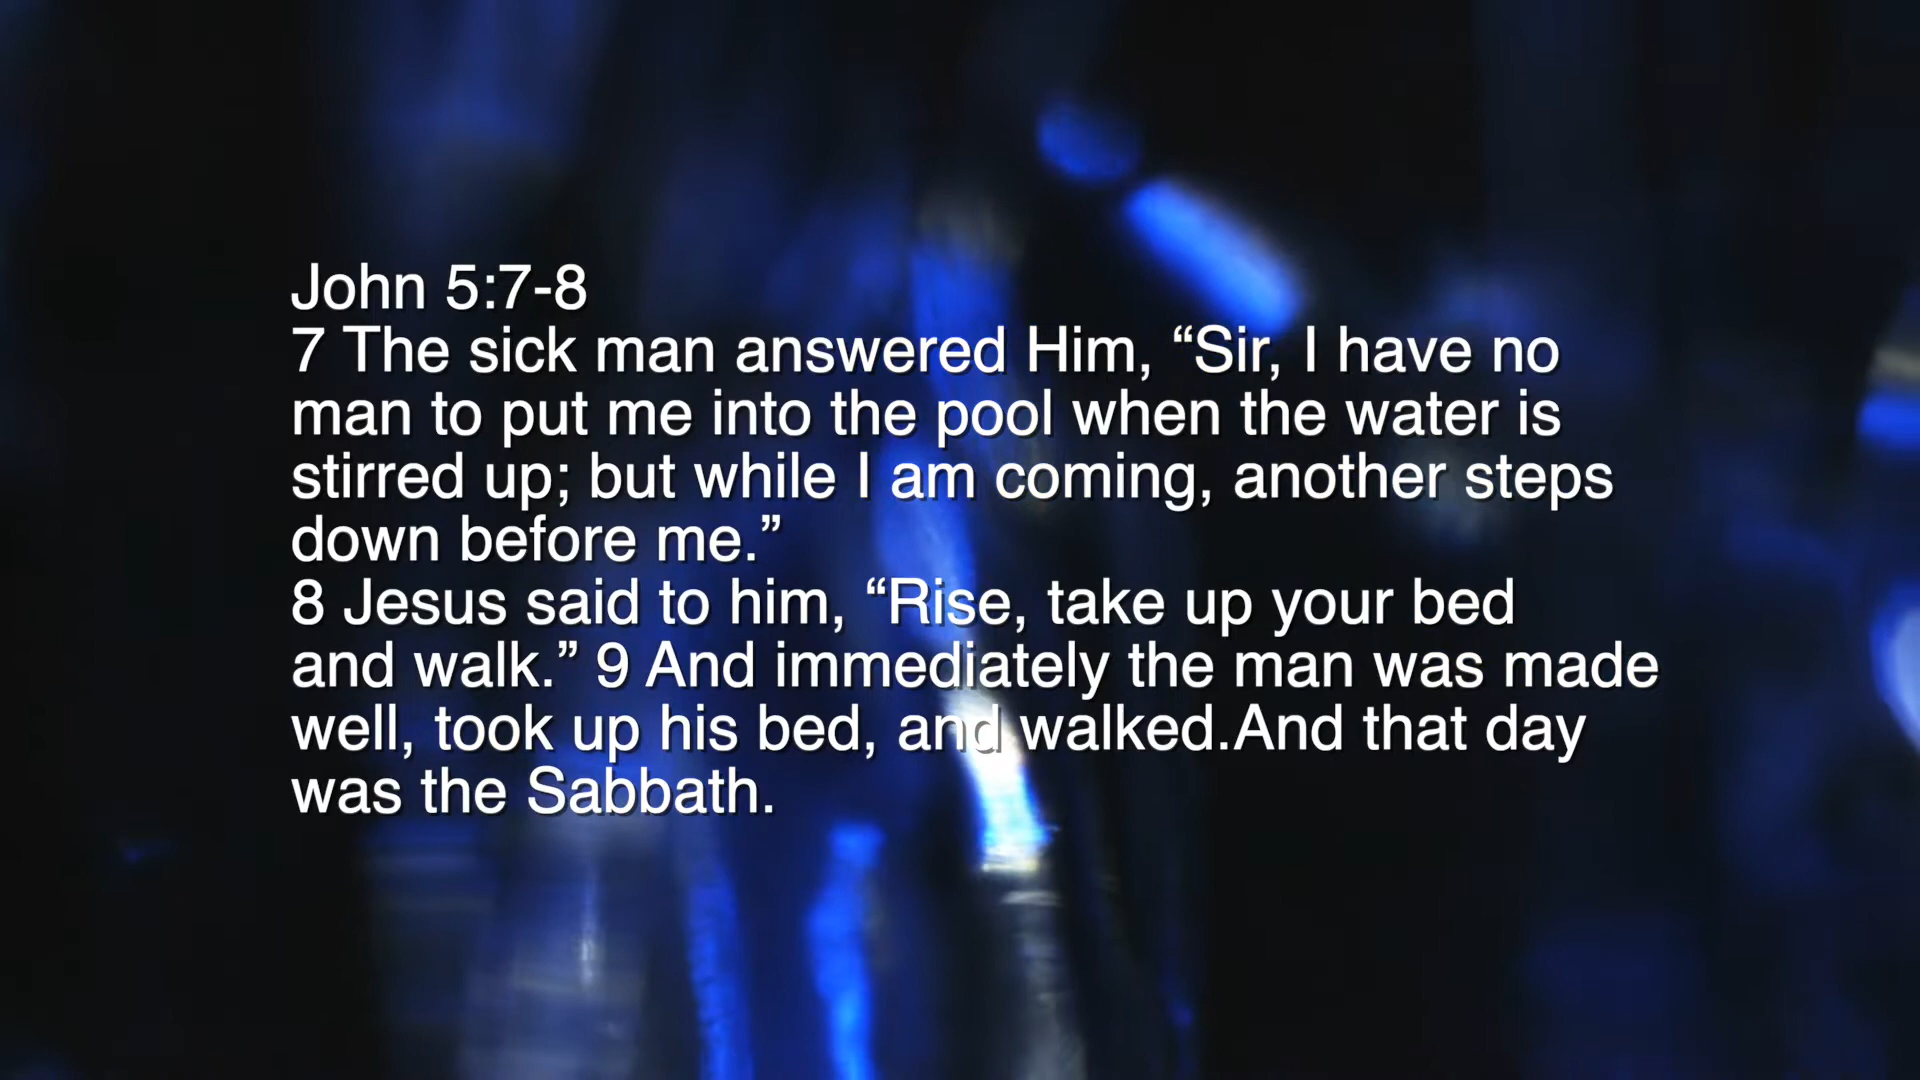 John 5:7-8
7 The sick man answered Him, “Sir, I have no
man to put me into the pool when the water is
stirred up; but while I am coming, another steps
down before me.”
8 Jesus said to him, “Rise, take up your bed
and walk.” 9 And immediately the man was made
well, took up his bed, and walked.And that day
was the Sabbath.